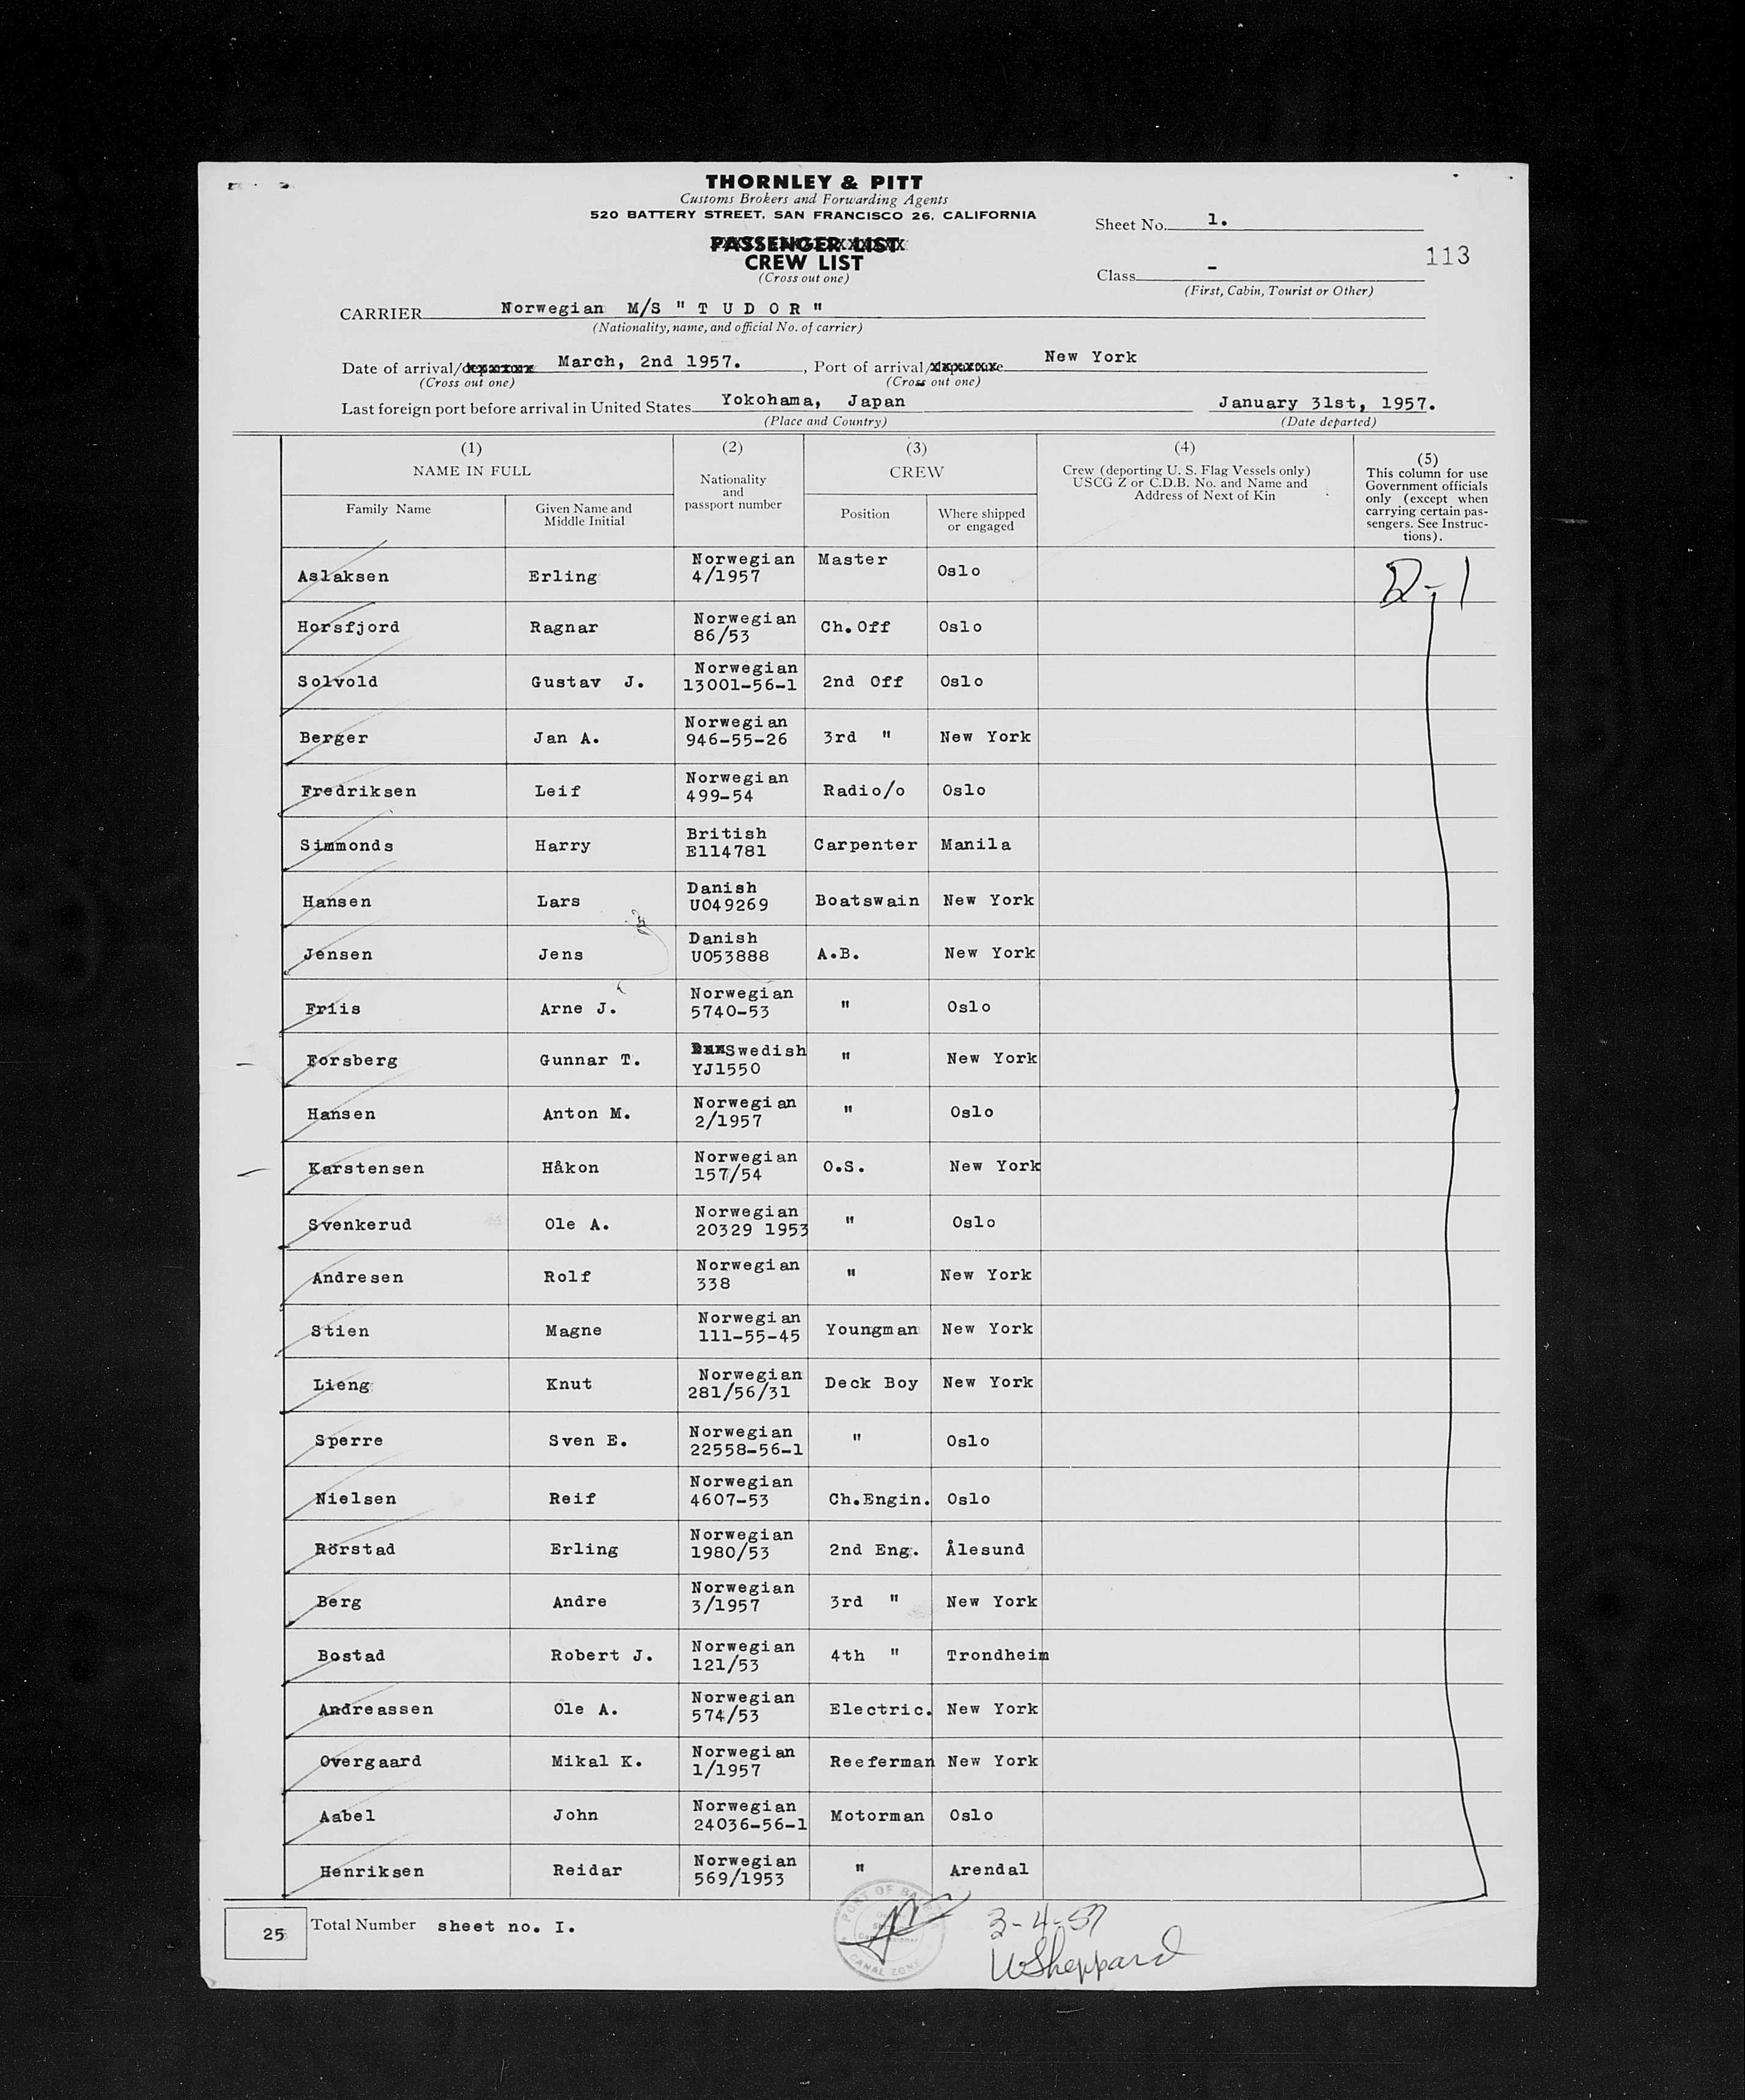 THORNLEY & PITT
Customs Brokers and Forwarding Agents
520 BATTERY STREET, SAN FRANCISCO 26, CALIFORNIA
Sheet No. 1.
PASSENGER LIST
113
CREW LIST
(Cross out one)
Class -
(First, Cabin, Tourist or Other)
CARRIER Norwegian M/S " T U D O R "
(Nationality, name, and official No. of carrier)
Date of arrival/departure March, 2nd 1957. , Port of arrival/departure New York
(Cross out one) (Cross out one)
Last foreign port before arrival in United States Yokohama, Japan January 31st, 1957.
(Place and Country) (Date departed)
(1) (2) (3) (4) (5)
NAME IN FULL Nationality and passport number CREW Crew (deporting U. S. Flag Vessels only) USCG Z or C.D.B. No. and Name and Address of Next of Kin This column for use Government officials only (except when carrying certain passengers. See Instructions).
Family Name Given Name and Middle Initial Position Where shipped or engaged
Aslaksen Erling Norwegian 4/1957 Master Oslo D-1
Horsfjord Ragnar Norwegian 86/53 Ch.Off Oslo
Solvold Gustav J. Norwegian 13001-56-1 2nd Off Oslo
Berger Jan A. Norwegian 946-55-26 3rd " New York
Fredriksen Leif Norwegian 499-54 Radio/o Oslo
Simmonds Harry British E114781 Carpenter Manila
Hansen Lars Danish U049269 Boatswain New York
Jensen Jens Danish U053888 A.B. New York
Friis Arne J. Norwegian 5740-53 " Oslo
Forsberg Gunnar T. Swedish YJ1550 " New York
Hansen Anton M. Norwegian 2/1957 " Oslo
Karstensen Håkon Norwegian 157/54 O.S. New York
Svenkerud Ole A. Norwegian 20329 1953 " Oslo
Andresen Rolf Norwegian 338 " New York
Stien Magne Norwegian 111-55-45 Youngman New York
Lieng Knut Norwegian 281/56/31 Deck Boy New York
Sperre Sven E. Norwegian 22558-56-1 " Oslo
Nielsen Reif Norwegian 4607-53 Ch.Engin. Oslo
Rörstad Erling Norwegian 1980/53 2nd Eng. Ålesund
Berg Andre Norwegian 3/1957 3rd " New York
Bostad Robert J. Norwegian 121/53 4th " Trondheim
Andreassen Ole A. Norwegian 574/53 Electric. New York
Overgaard Mikal K. Norwegian 1/1957 Reeferman New York
Aabel John Norwegian 24036-56-1 Motorman Oslo
Henriksen Reidar Norwegian 569/1953 " Arendal
25 Total Number sheet no. I.
PORT OF
CANAL ZONE
3-4-57
WSheppard